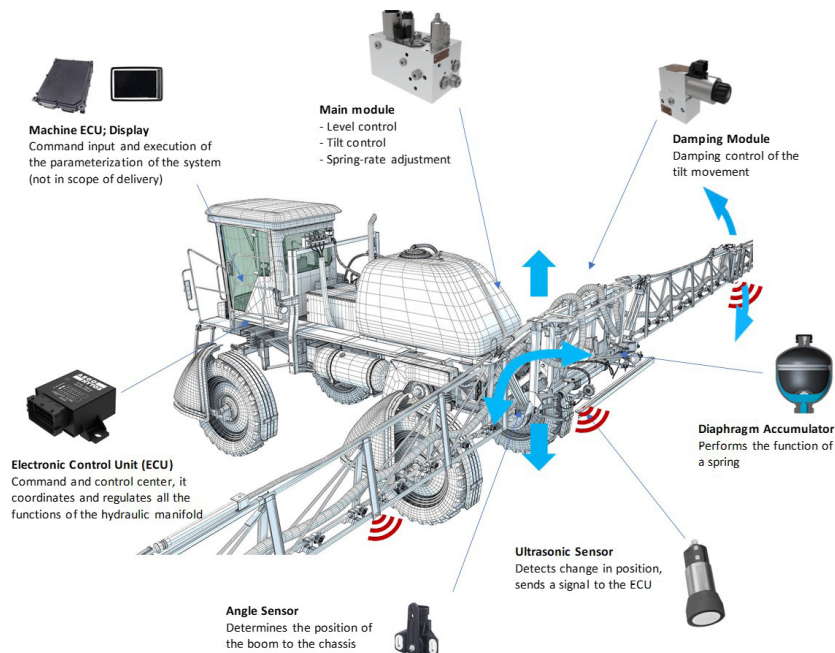 Machine ECU; Display
Command input and execution of
the parameterization of the system
(not in scope of delivery)
Main module
- Level control
- Tilt control
- Spring-rate adjustment
Damping Module
Damping control of the
tilt movement
Diaphragm Accumulator
Performs the function of
a spring
Electronic Control Unit (ECU)
Command and control center, it
coordinates and regulates all the
functions of the hydraulic manifold
Ultrasonic Sensor
Detects change in position,
sends a signal to the ECU
Angle Sensor
Determines the position of
the boom to the chassis